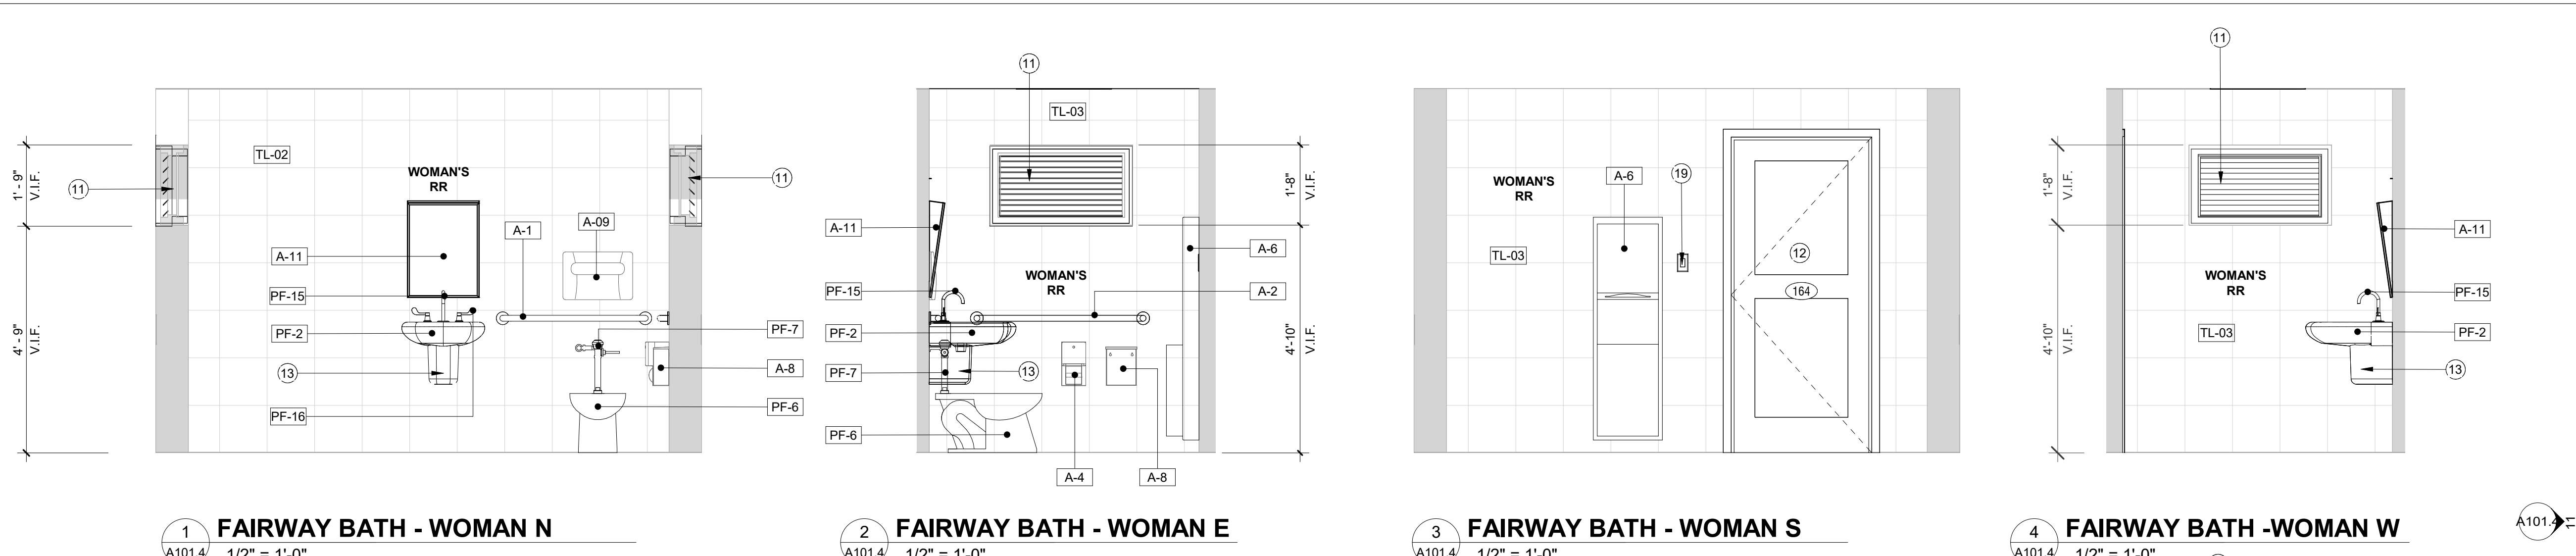 11
1' - 9"
V.I.F.
4' - 9"
V.I.F.
TL-02
WOMAN'S
RR
11
A-11
A-1
A-09
PF-15
PF-2
13
PF-16
PF-7
A-8
PF-6
1
A101.4
FAIRWAY BATH - WOMAN N
1/2" = 1'-0"
11
TL-03
A-11
WOMAN'S
RR
PF-15
PF-2
PF-7
13
PF-6
A-4
A-8
A-6
A-2
1'-8"
V.I.F.
4'-10"
V.I.F.
2
A101.4
FAIRWAY BATH - WOMAN E
1/2" = 1'-0"
WOMAN'S
RR
TL-03
A-6
19
12
164
3
A101.4
FAIRWAY BATH - WOMAN S
1/2" = 1'-0"
11
1'-8"
V.I.F.
4'-10"
V.I.F.
WOMAN'S
RR
TL-03
A-11
PF-15
PF-2
13
4
A101.4
FAIRWAY BATH -WOMAN W
1/2" = 1'-0"
A101.4
11